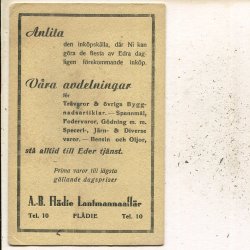 Anlita
den inköpskälla, där Ni kan
göra de flesta av Edra dag-
ligen förekommande inköp.
Våra avdelningar
för
Trävaror & övriga Bygg-
nadsartiklar. — Spannmål,
Fodervaror, Gödning m. m.
Speceri-, Järn- & Diverse
varor. — Bensin och Oljor,
stå alltid till Eder tjänst.
Prima varor till lägsta
gällande dagspriser
A.-B. Flädie Lantmannaaffär
Tel. 10 FLÄDIE Tel. 10